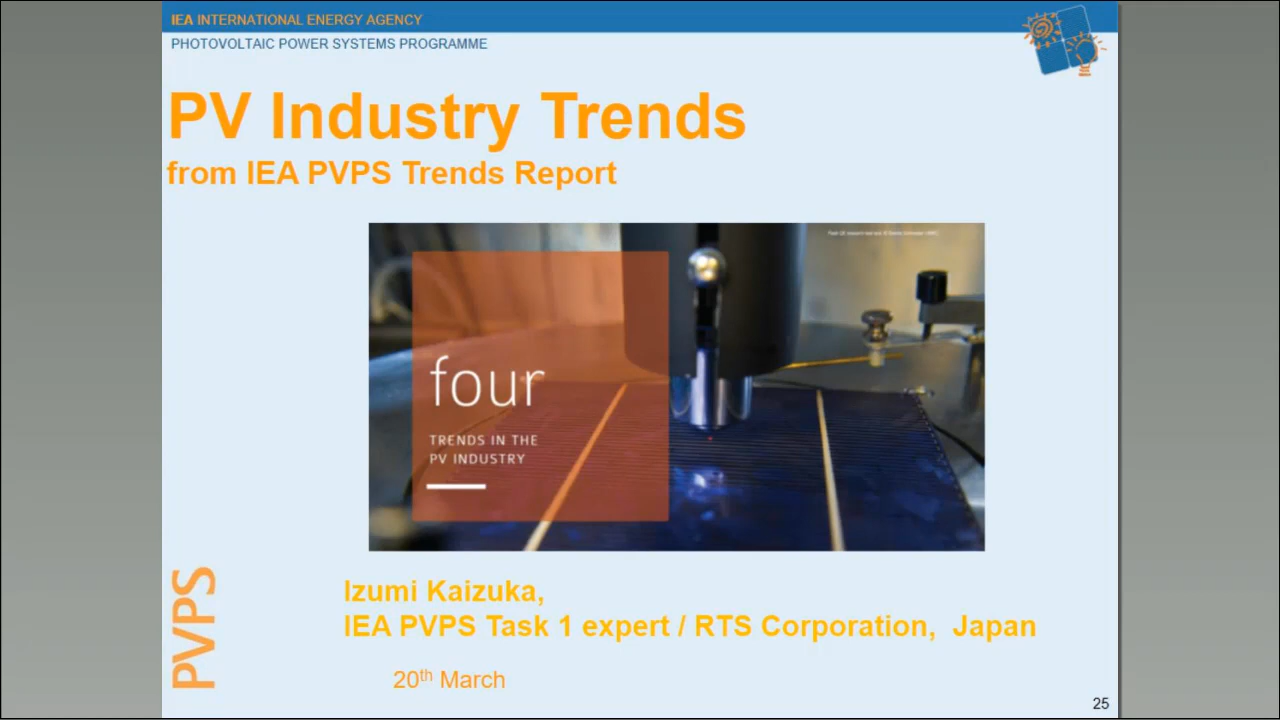 IEA INTERNATIONAL ENERGY AGENCY
PHOTOVOLTAIC POWER SYSTEMS PROGRAMME
PV Industry Trends
from IEA PVPS Trends Report
four
TRENDS IN THE
PV INDUSTRY
PVPS
Izumi Kaizuka,
IEA PVPS Task 1 expert / RTS Corporation, Japan
20th March
25